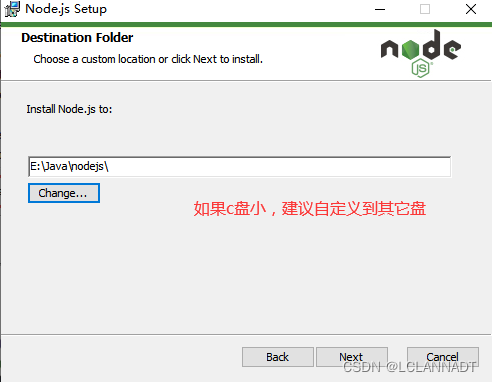 Node.js Setup
Destination Folder
Choose a custom location or click Next to install.
node
JS
Install Node.js to:
E:\Java\nodejs\
Change...
如果c盘小，建议自定义到其它盘
Back
Next
Cancel
CSDN @LCLANNADT